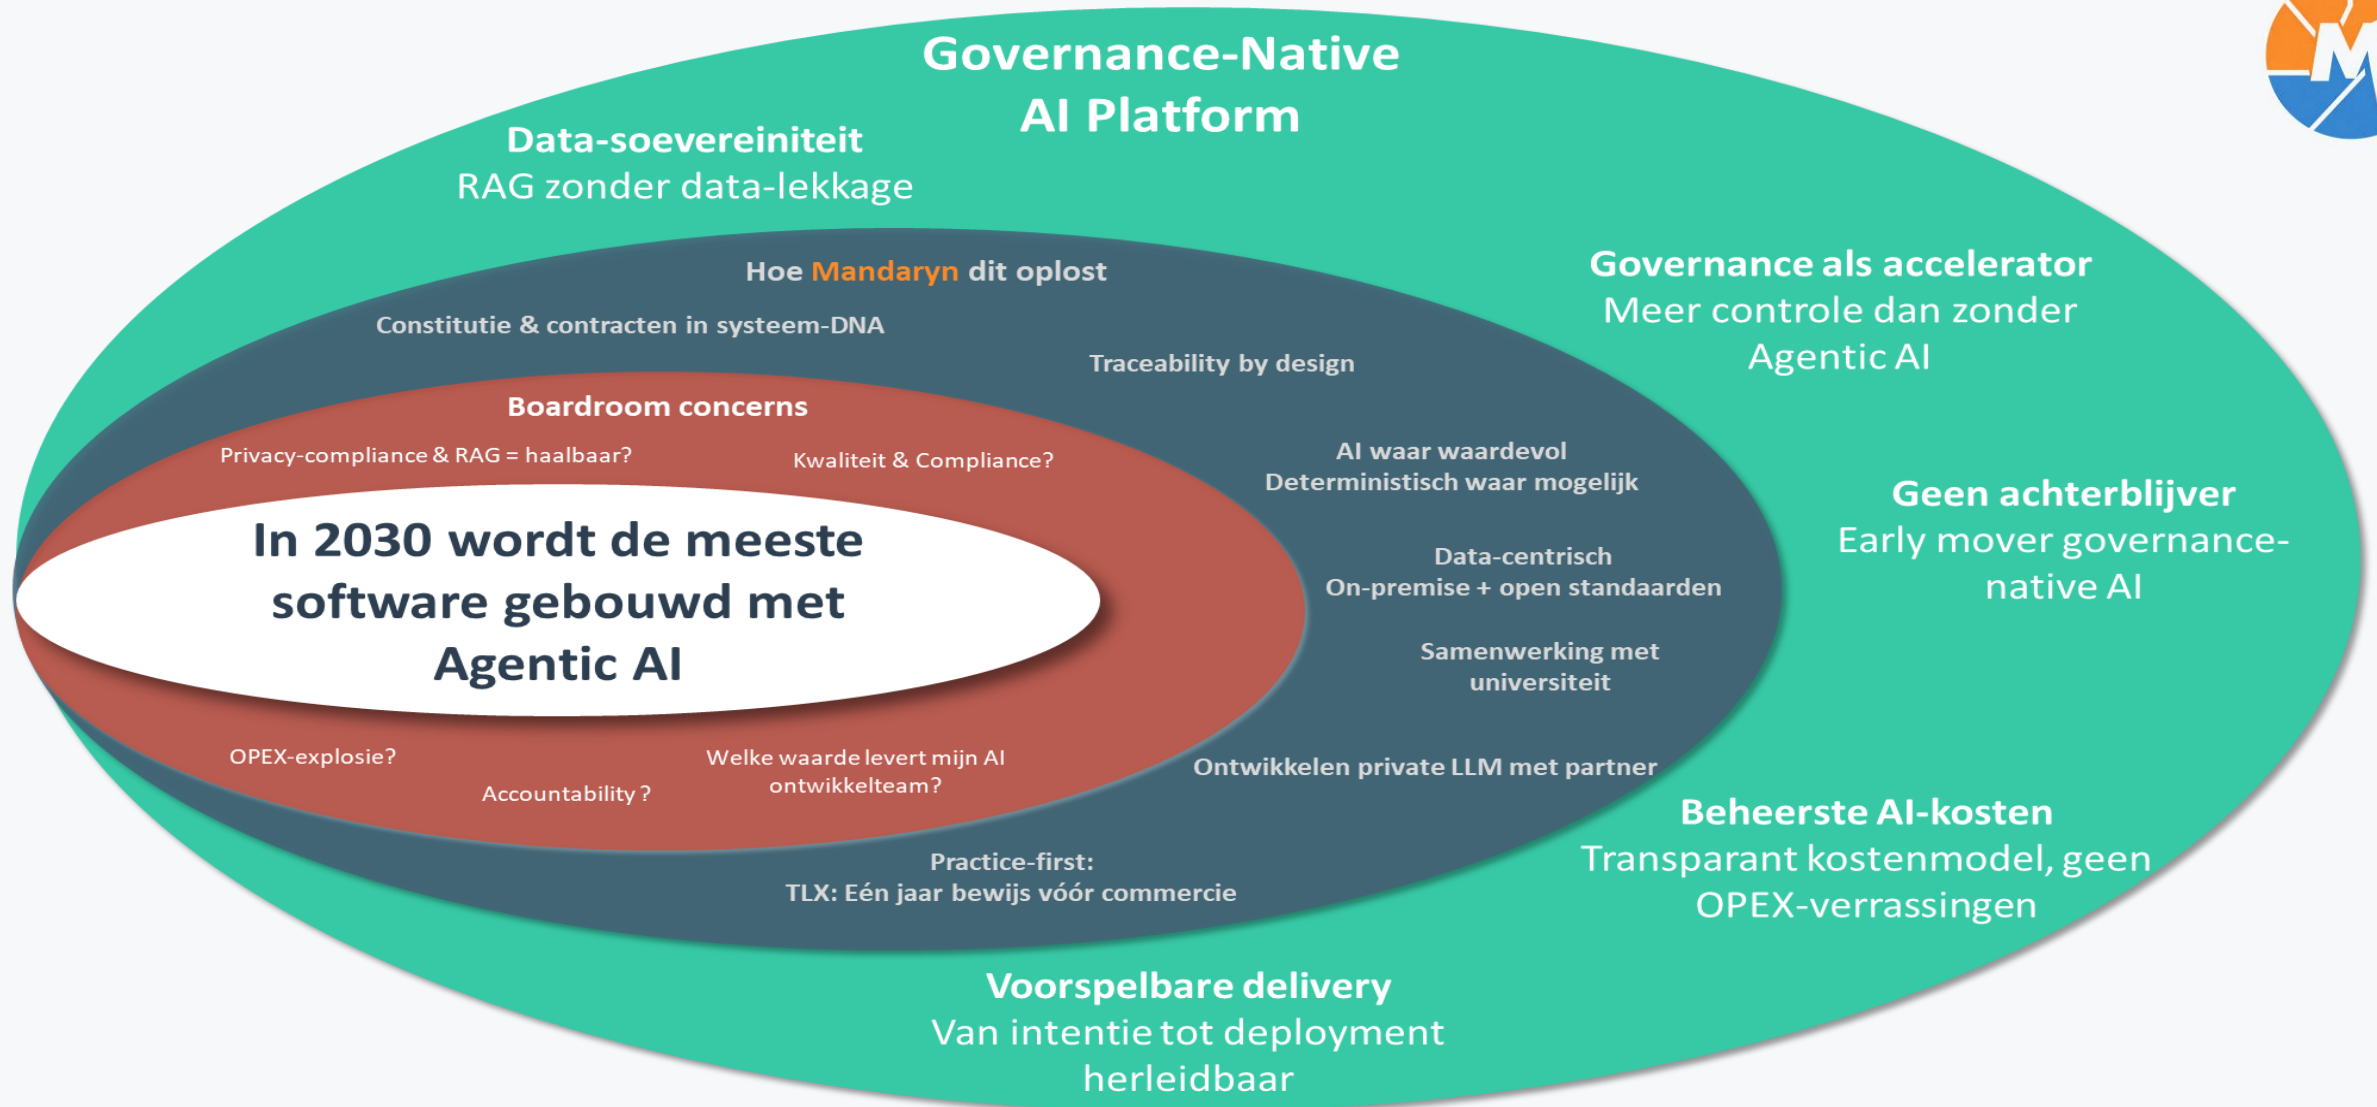 Governance-Native
AI Platform
Data-soevereiniteit
RAG zonder data-lekkage
Governance als accelerator
Meer controle dan zonder
Agentic AI
Geen achterblijver
Early mover governance-
native AI
Beheerste AI-kosten
Transparant kostenmodel, geen
OPEX-verrassingen
Voorspelbare delivery
Van intentie tot deployment
herleidbaar
Hoe Mandaryn dit oplost
Constitutie & contracten in systeem-DNA
Traceability by design
AI waar waardevol
Deterministisch waar mogelijk
Data-centrisch
On-premise + open standaarden
Samenwerking met
universiteit
Ontwikkelen private LLM met partner
Practice-first:
TLX: Eén jaar bewijs vóór commercie
Boardroom concerns
Privacy-compliance & RAG = haalbaar?
Kwaliteit & Compliance?
OPEX-explosie?
Accountability ?
Welke waarde levert mijn AI
ontwikkelteam?
In 2030 wordt de meeste
software gebouwd met
Agentic AI
M